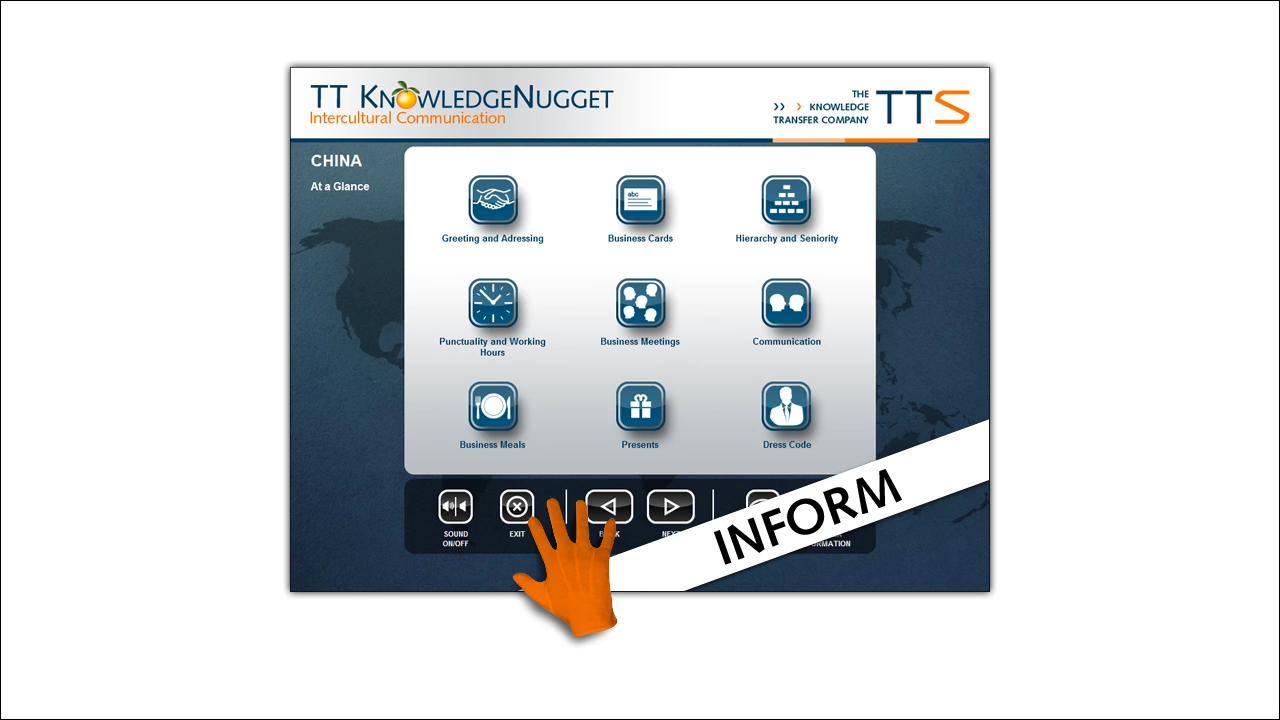 TT KNOWLEDGENUGGET
Intercultural Communication
THE
KNOWLEDGE
TRANSFER COMPANY
TTS
CHINA
At a Glance
abc
Greeting and Adressing
Business Cards
Hierarchy and Seniority
Punctuality and Working
Hours
Business Meetings
Communication
Business Meals
Presents
Dress Code
SOUND
ON/OFF
EXIT
INFORM